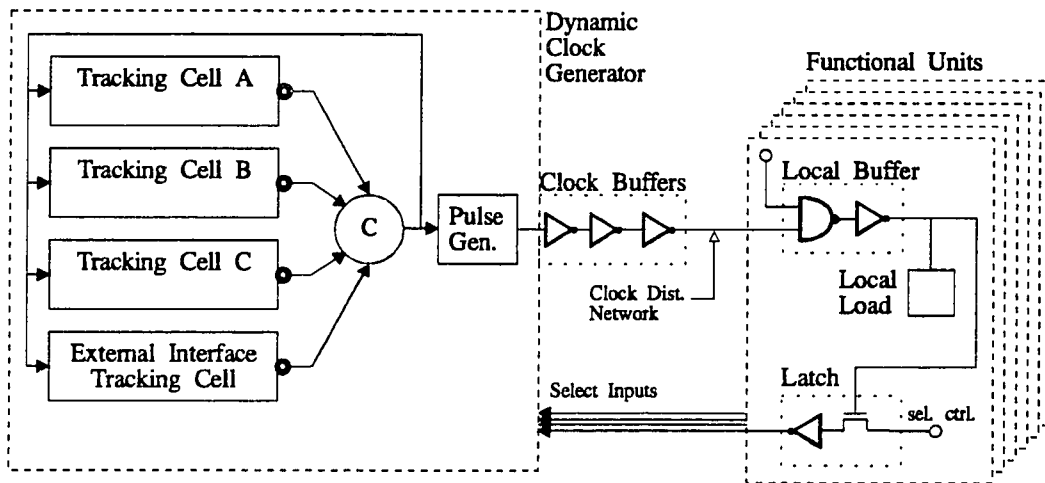 Dynamic
Clock
Generator
Tracking Cell A
Tracking Cell B
Tracking Cell C
External Interface
Tracking Cell
C
Pulse
Gen.
Clock Buffers
Clock Dist.
Network
Select Inputs
Functional Units
Local Buffer
Local
Load
Latch
sel. ctrl.